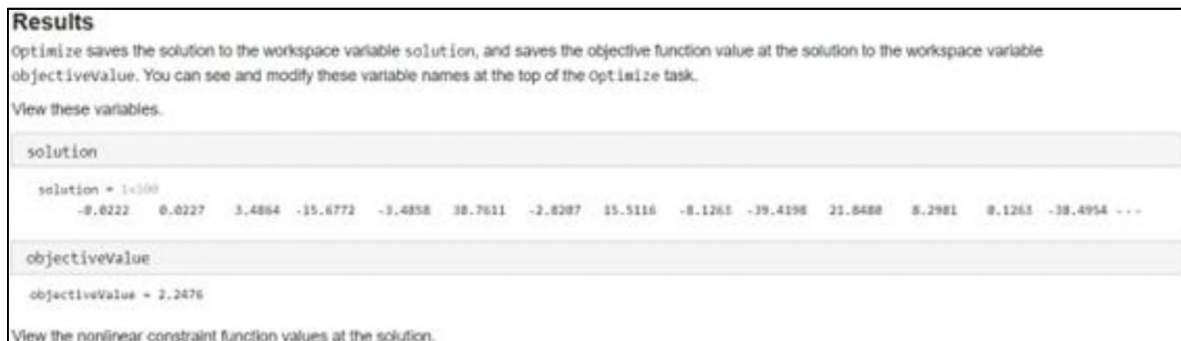 Results
Optimize saves the solution to the workspace variable solution, and saves the objective function value at the solution to the workspace variable
objectiveValue. You can see and modify these variable names at the top of the Optimize task.
View these variables.
solution
solution = 1×100
-0.0222 0.0227 3.4864 -15.6772 -3.4858 38.7611 -2.8207 15.5116 -8.1263 -39.4198 21.8480 8.2981 0.1263 -38.4954 ---
objectiveValue
objectiveValue = 2.2476
View the nonlinear constraint function values at the solution.